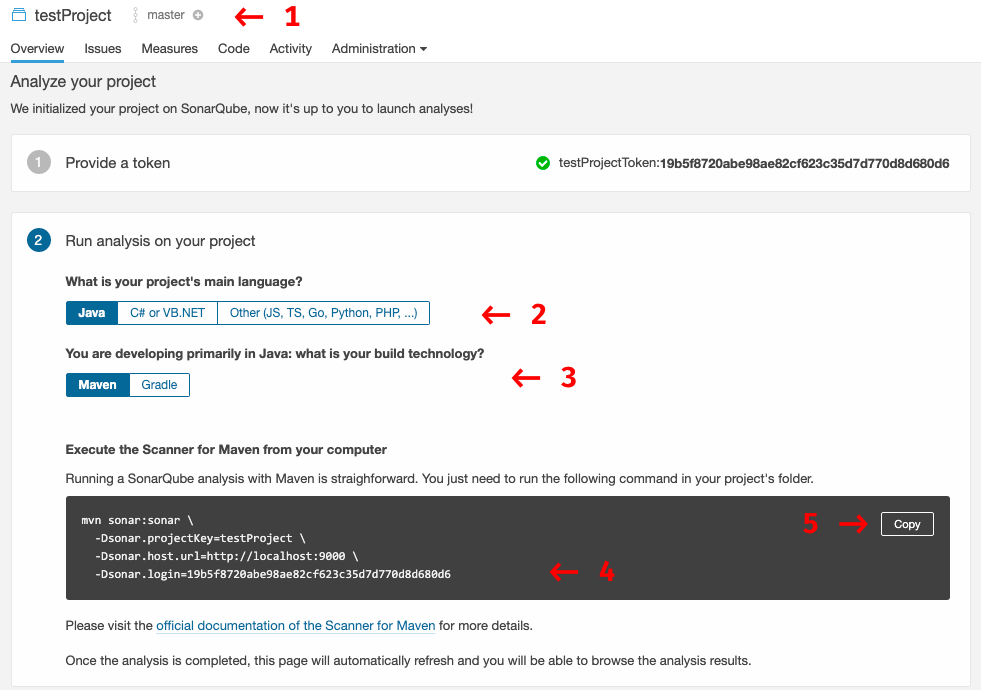 testProject master ← 1
Overview Issues Measures Code Activity Administration
Analyze your project
We initialized your project on SonarQube, now it's up to you to launch analyses!
1 Provide a token testProjectToken:19b5f8720abe98ae82cf623c35d7d770d8d680d6
2 Run analysis on your project
What is your project's main language?
Java C# or VB.NET Other (JS, TS, Go, Python, PHP, ...) ← 2
You are developing primarily in Java: what is your build technology?
Maven Gradle ← 3
Execute the Scanner for Maven from your computer
Running a SonarQube analysis with Maven is straighforward. You just need to run the following command in your project's folder.
mvn sonar:sonar \ 5 → Copy
-Dsonar.projectKey=testProject \
-Dsonar.host.url=http://localhost:9000 \
-Dsonar.login=19b5f8720abe98ae82cf623c35d7d770d8d680d6 ← 4
Please visit the official documentation of the Scanner for Maven for more details.
Once the analysis is completed, this page will automatically refresh and you will be able to browse the analysis results.